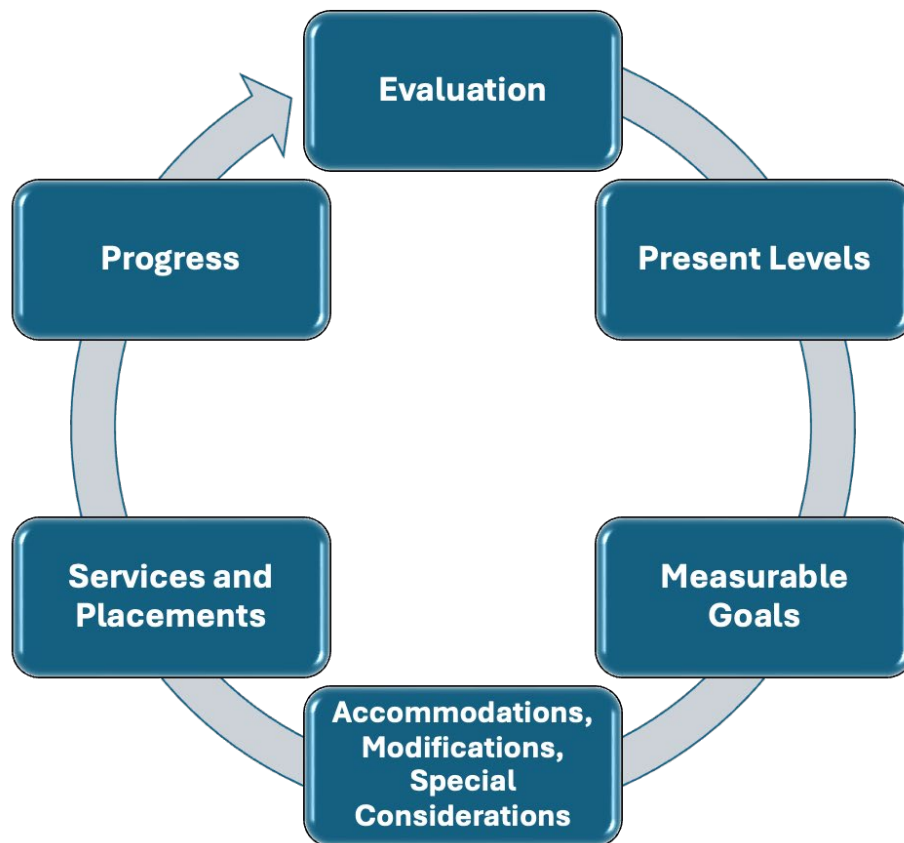 Evaluation
Present Levels
Measurable
Goals
Accommodations,
Modifications,
Special
Considerations
Services and
Placements
Progress